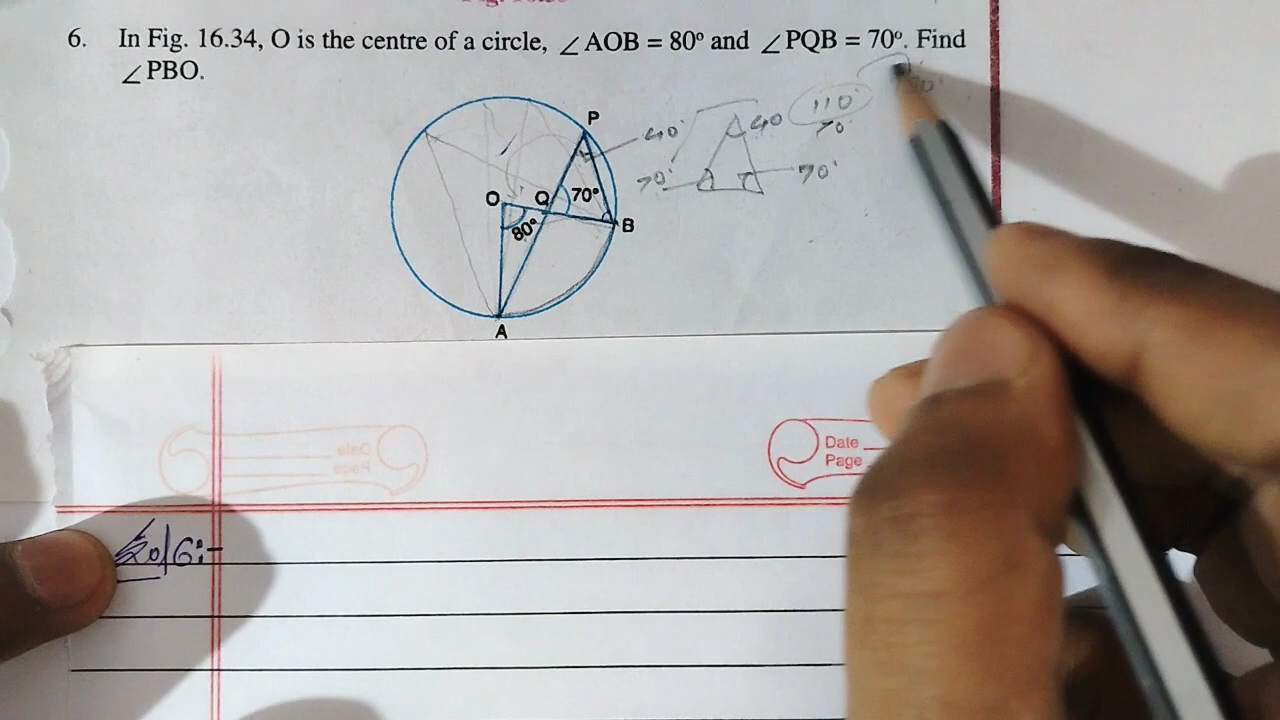 6. In Fig. 16.34, O is the centre of a circle, ∠AOB = 80° and ∠PQB = 70°. Find
∠PBO.
P
40°
40
110°
70°
70°
70°
O
Q
70°
80°
B
A
Date
Page
Sol6:-